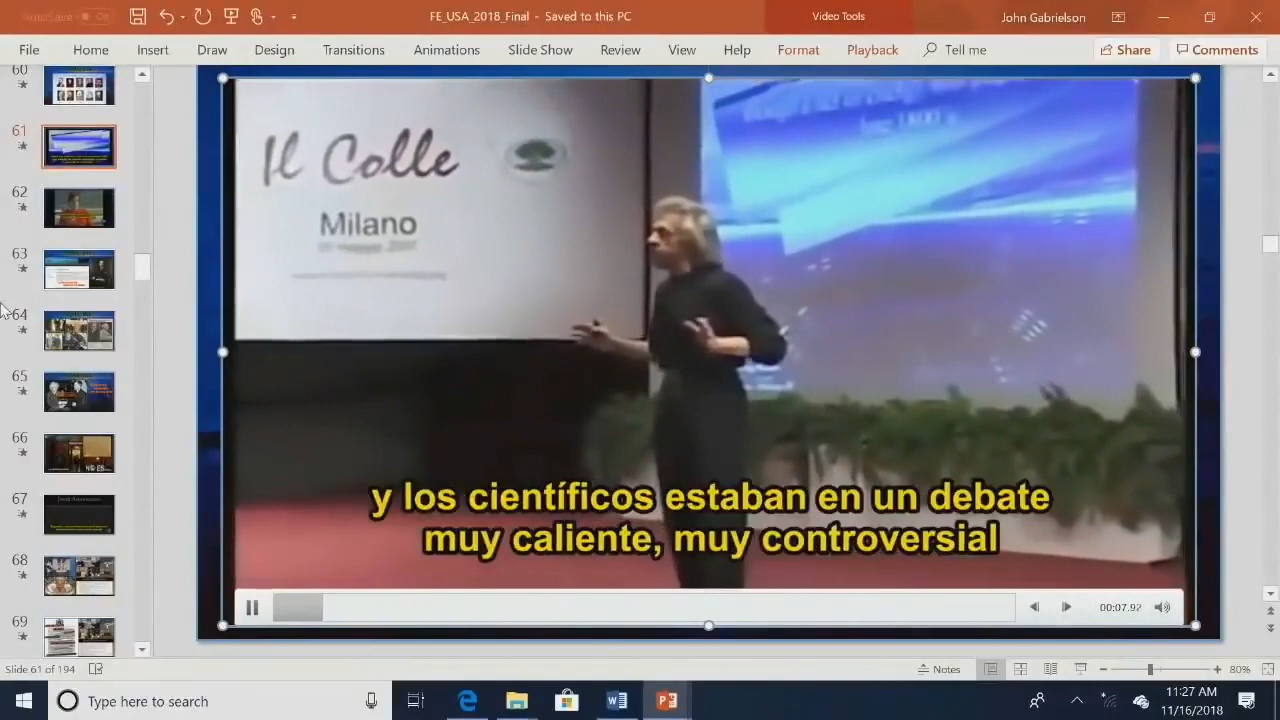 AutoSave
Off
FE_USA_2018_Final - Saved to this PC
Video Tools
John Gabrielson
File
Home
Insert
Draw
Design
Transitions
Animations
Slide Show
Review
View
Help
Format
Playback
Tell me
Share
Comments
60
61
62
63
64
65
66
67
68
69
Il Colle
Milano
y los científicos estaban en un debate
muy caliente, muy controversial
00:07.92
Slide 61 of 194
Notes
80%
Type here to search
11:27 AM
11/16/2018